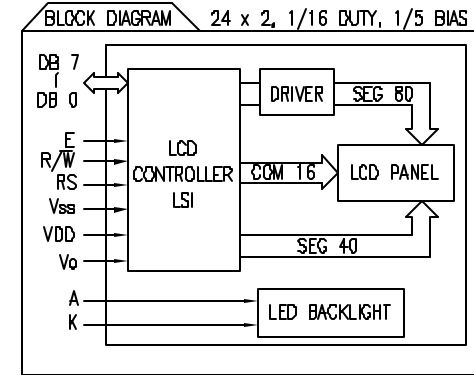 BLOCK DIAGRAM 24 x 2, 1/16 DUTY, 1/5 BIAS
DB 7
DB 0
E
R/W
RS
Vss
VDD
Vo
A
K
LCD
CONTROLLER
LSI
DRIVER
SEG 80
COM 16
LCD PANEL
SEG 40
LED BACKLIGHT